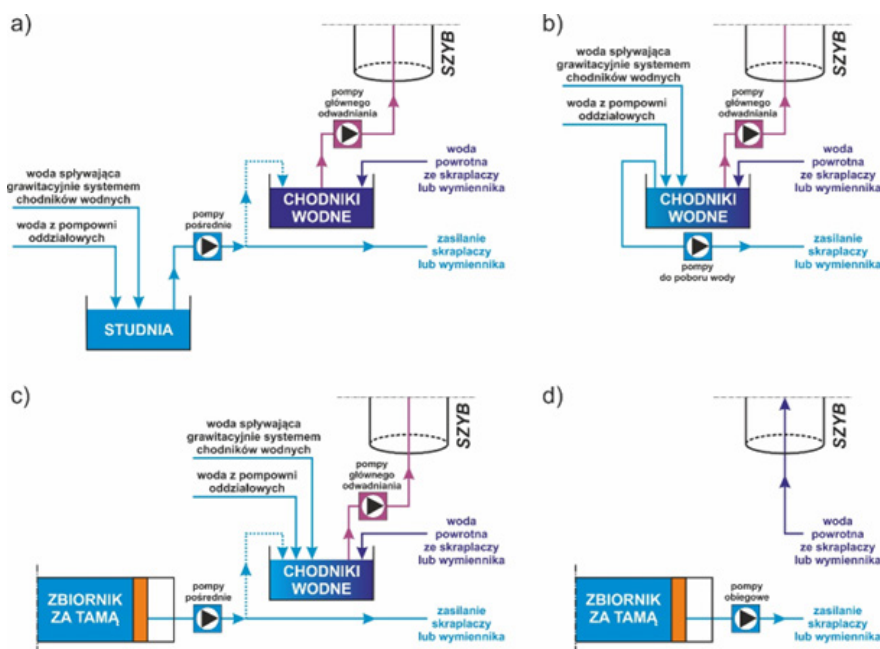 a)
SZYB
pompy
głównego
odwadniania
woda
powrotna
ze skraplaczy
lub wymiennika
CHODNIKI
WODNE
woda spływająca
grawitacyjnie systemem
chodników wodnych
woda z pompowni
oddziałowych
pompy
pośrednie
zasilanie
skraplaczy
lub wymiennika
STUDNIA
b)
SZYB
woda spływająca
grawitacyjnie systemem
chodników wodnych
woda z pompowni
oddziałowych
pompy
głównego
odwadniania
woda
powrotna
ze skraplaczy
lub wymiennika
CHODNIKI
WODNE
zasilanie
skraplaczy
lub wymiennika
pompy
do poboru wody
c)
SZYB
woda spływająca
grawitacyjnie systemem
chodników wodnych
woda z pompowni
oddziałowych
pompy
głównego
odwadniania
woda
powrotna
ze skraplaczy
lub wymiennika
CHODNIKI
WODNE
ZBIORNIK
ZA TAMĄ
pompy
pośrednie
zasilanie
skraplaczy
lub wymiennika
d)
SZYB
woda
powrotna
ze skraplaczy
lub wymiennika
ZBIORNIK
ZA TAMĄ
pompy
obiegowe
zasilanie
skraplaczy
lub wymiennika